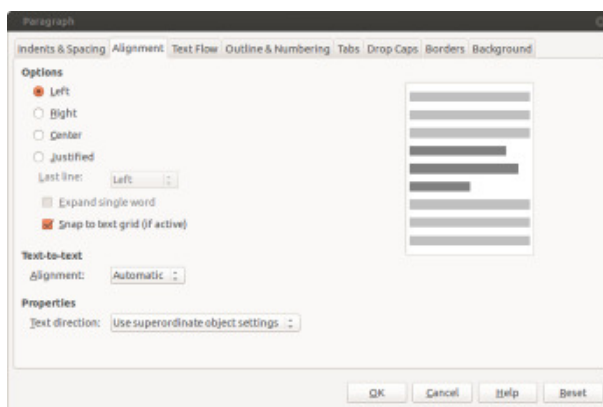 Paragraph
Indents & Spacing Alignment Text Flow Outline & Numbering Tabs Drop Caps Borders Background
Options
Left
Right
Center
Justified
Last line: Left
Expand single word
Snap to text grid (if active)
Text-to-text
Alignment: Automatic
Properties
Text direction: Use superordinate object settings
OK Cancel Help Reset